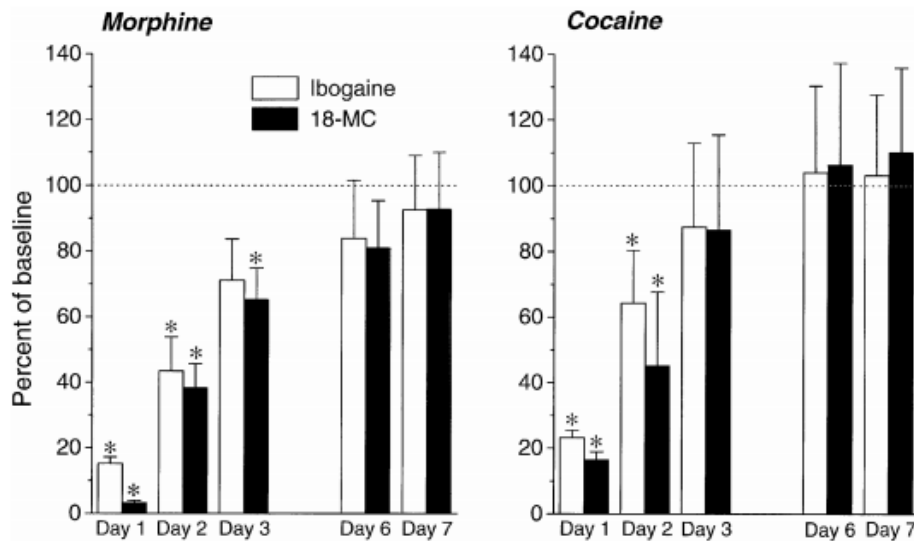 Morphine
Cocaine
Percent of baseline
140
120
100
80
60
40
20
0
Ibogaine
18-MC
*
*
*
*
*
Day 1
Day 2
Day 3
Day 6
Day 7
140
120
100
80
60
40
20
0
*
*
*
*
Day 1
Day 2
Day 3
Day 6
Day 7